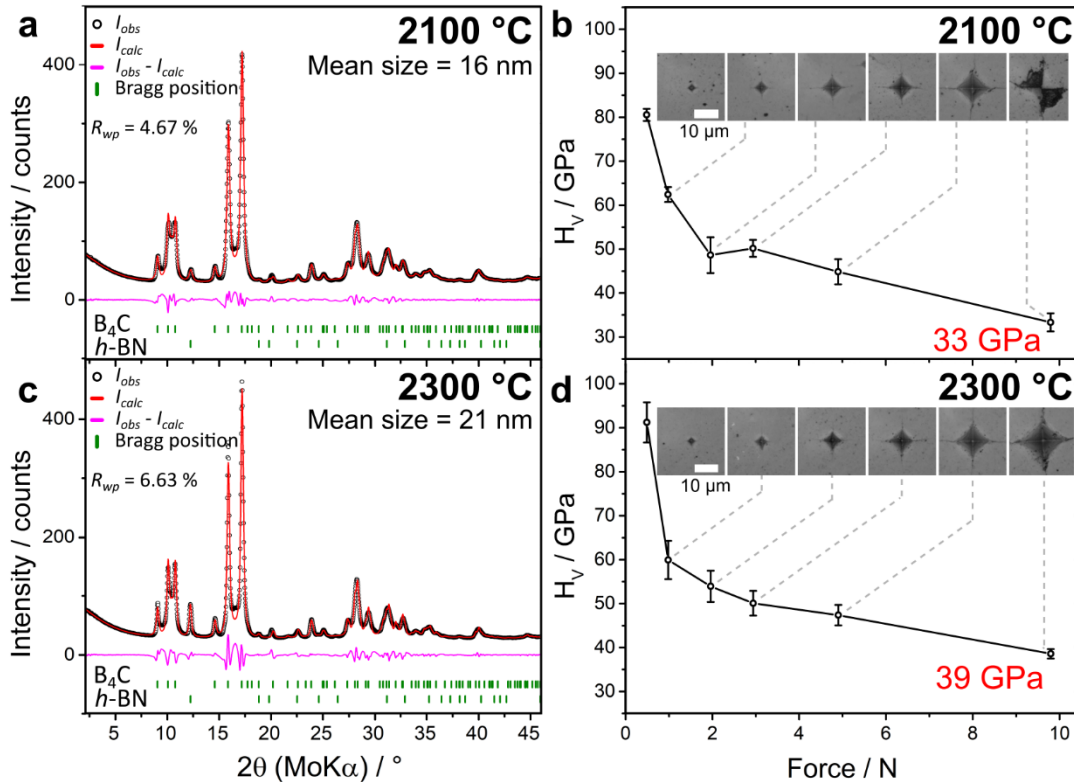 a
2100 °C
Mean size = 16 nm
I_obs
I_calc
I_obs - I_calc
Bragg position
R_wp = 4.67 %
Intensity / counts
400
200
0
B₄C
h-BN
b
2100 °C
10 µm
33 GPa
H_V / GPa
100
90
80
70
60
50
40
30
c
2300 °C
Mean size = 21 nm
I_obs
I_calc
I_obs - I_calc
Bragg position
R_wp = 6.63 %
Intensity / counts
400
200
0
B₄C
h-BN
5 10 15 20 25 30 35 40 45
2θ (MoKα) / °
d
2300 °C
10 µm
39 GPa
H_V / GPa
100
90
80
70
60
50
40
30
0 2 4 6 8 10
Force / N